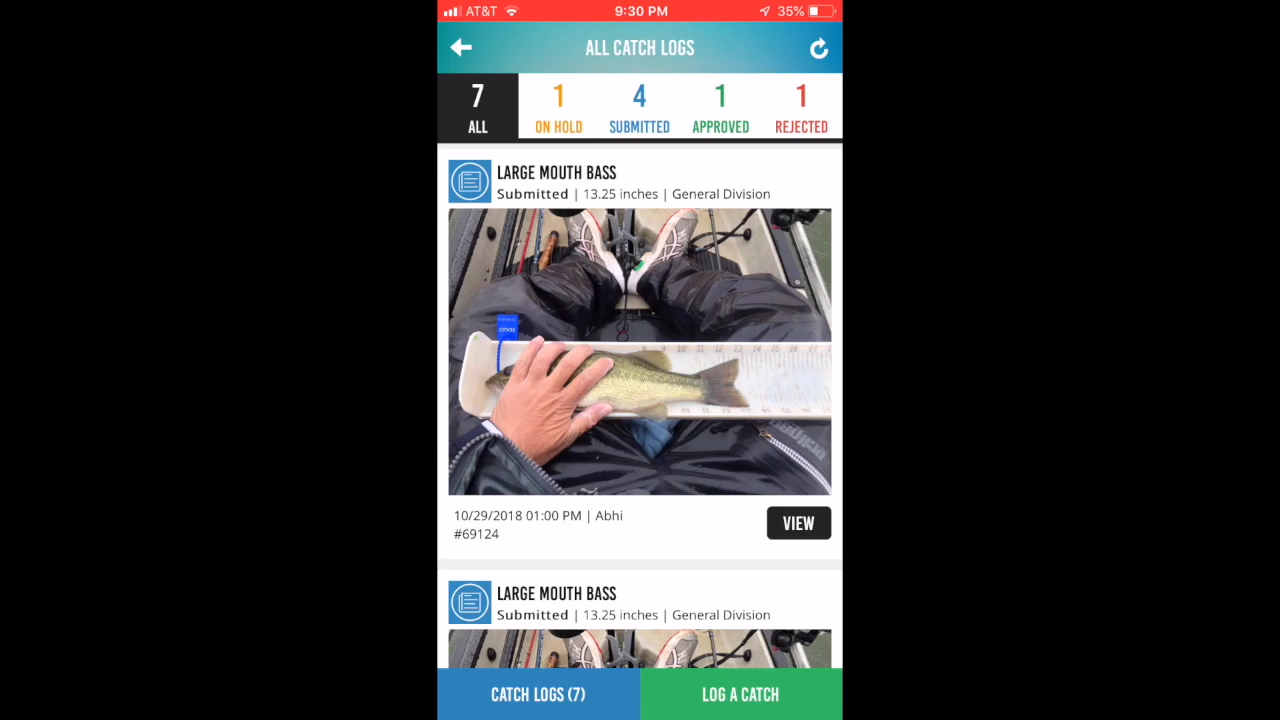 AT&T 9:30 PM 35%
ALL CATCH LOGS
7 1 4 1 1
ALL ON HOLD SUBMITTED APPROVED REJECTED
LARGE MOUTH BASS
Submitted | 13.25 inches | General Division
10/29/2018 01:00 PM | Abhi
#69124
VIEW
LARGE MOUTH BASS
Submitted | 13.25 inches | General Division
CATCH LOGS (7) LOG A CATCH